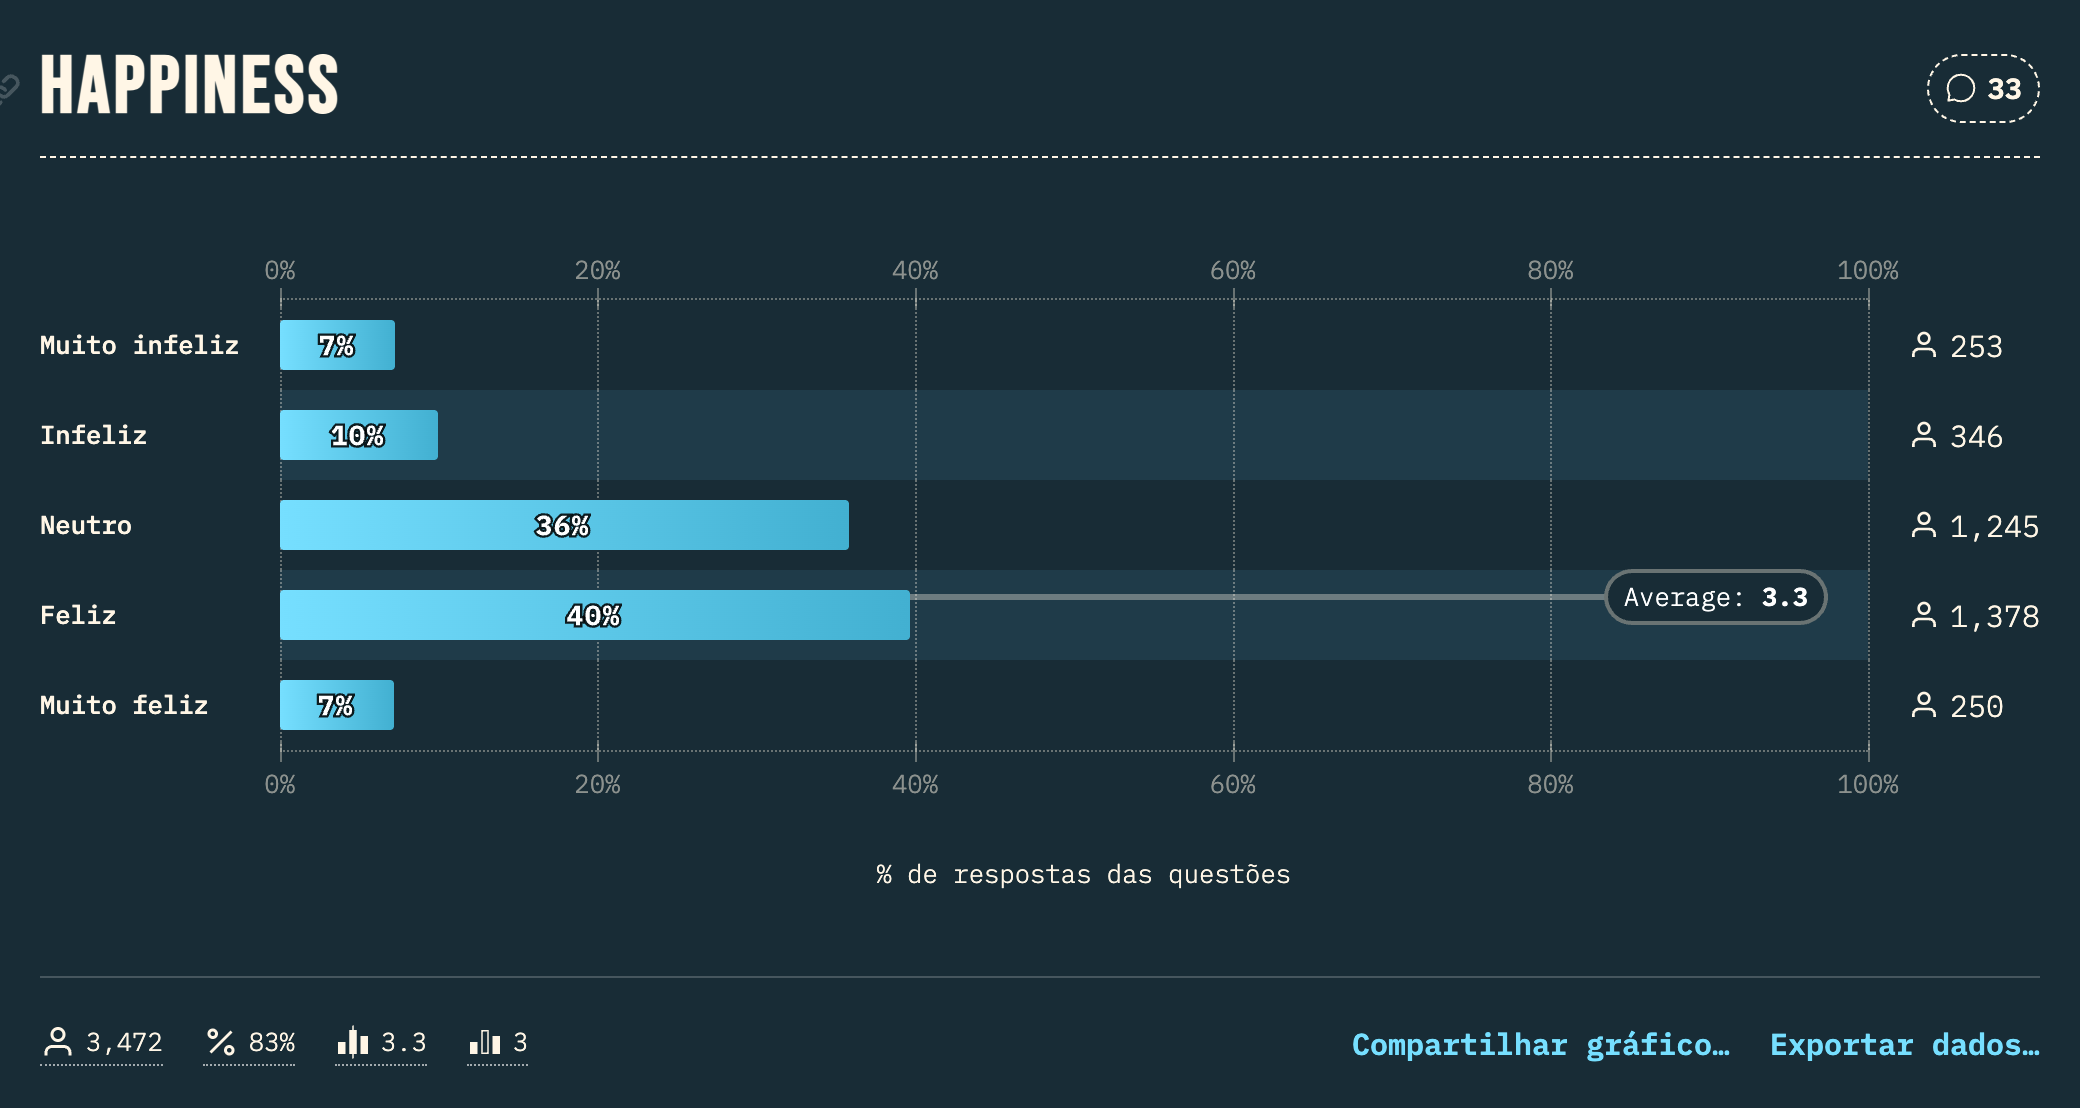 HAPPINESS
33
0% 20% 40% 60% 80% 100%
Muito infeliz 7% 253
Infeliz 10% 346
Neutro 36% 1,245
Average: 3.3
Feliz 40% 1,378
Muito feliz 7% 250
0% 20% 40% 60% 80% 100%
% de respostas das questões
3,472 83% 3.3 3 Compartilhar gráfico… Exportar dados…